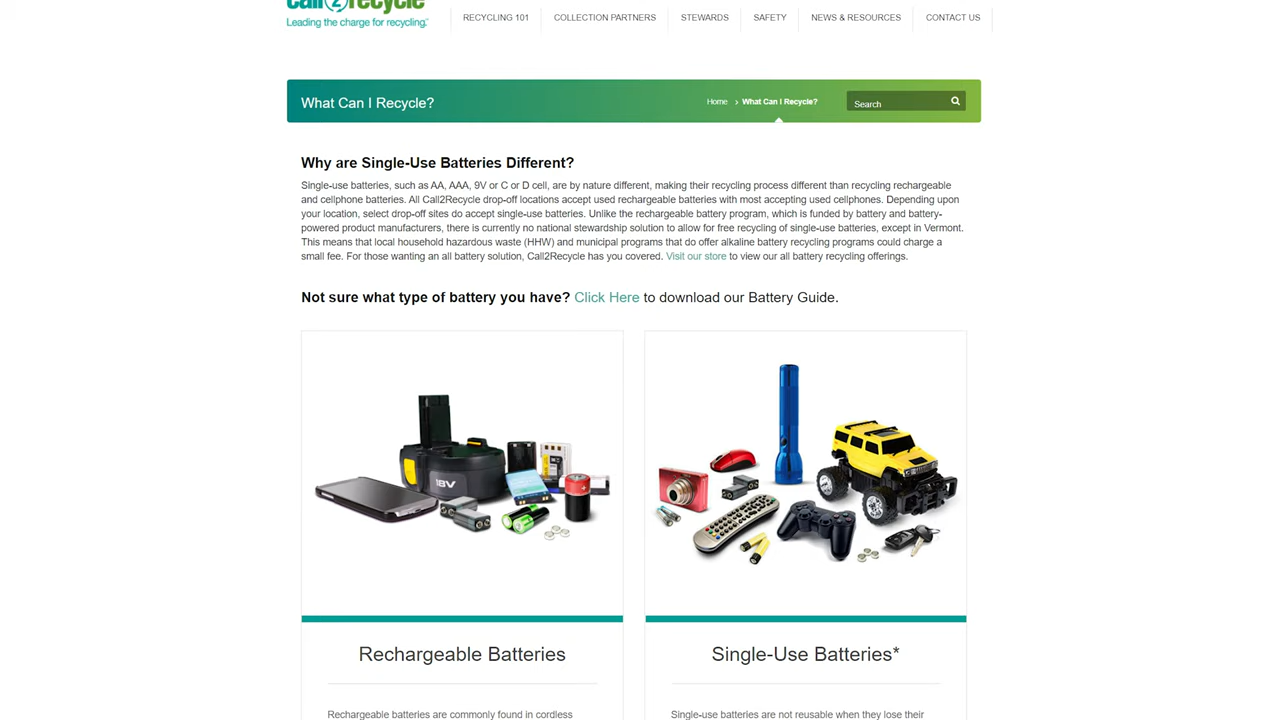 call2recycle
Leading the charge for recycling.
RECYCLING 101
COLLECTION PARTNERS
STEWARDS
SAFETY
NEWS & RESOURCES
CONTACT US
What Can I Recycle?
Home › What Can I Recycle?
Search
Why are Single-Use Batteries Different?
Single-use batteries, such as AA, AAA, 9V or C or D cell, are by nature different, making their recycling process different than recycling rechargeable
and cellphone batteries. All Call2Recycle drop-off locations accept used rechargeable batteries with most accepting used cellphones. Depending upon
your location, select drop-off sites do accept single-use batteries. Unlike the rechargeable battery program, which is funded by battery and battery-
powered product manufacturers, there is currently no national stewardship solution to allow for free recycling of single-use batteries, except in Vermont.
This means that local household hazardous waste (HHW) and municipal programs that do offer alkaline battery recycling programs could charge a
small fee. For those wanting an all battery solution, Call2Recycle has you covered. Visit our store to view our all battery recycling offerings.
Not sure what type of battery you have? Click Here to download our Battery Guide.
18V
Rechargeable Batteries
Single-Use Batteries*
Rechargeable batteries are commonly found in cordless
Single-use batteries are not reusable when they lose their